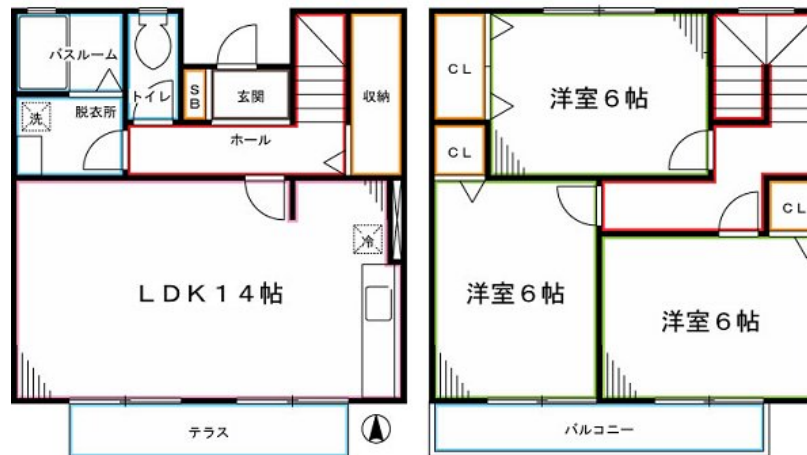 バスルーム
トイレ
SB
玄関
収納
洗
脱衣所
ホール
冷
LDK14帖
テラス
CL
洋室6帖
CL
CL
洋室6帖
洋室6帖
バルコニー